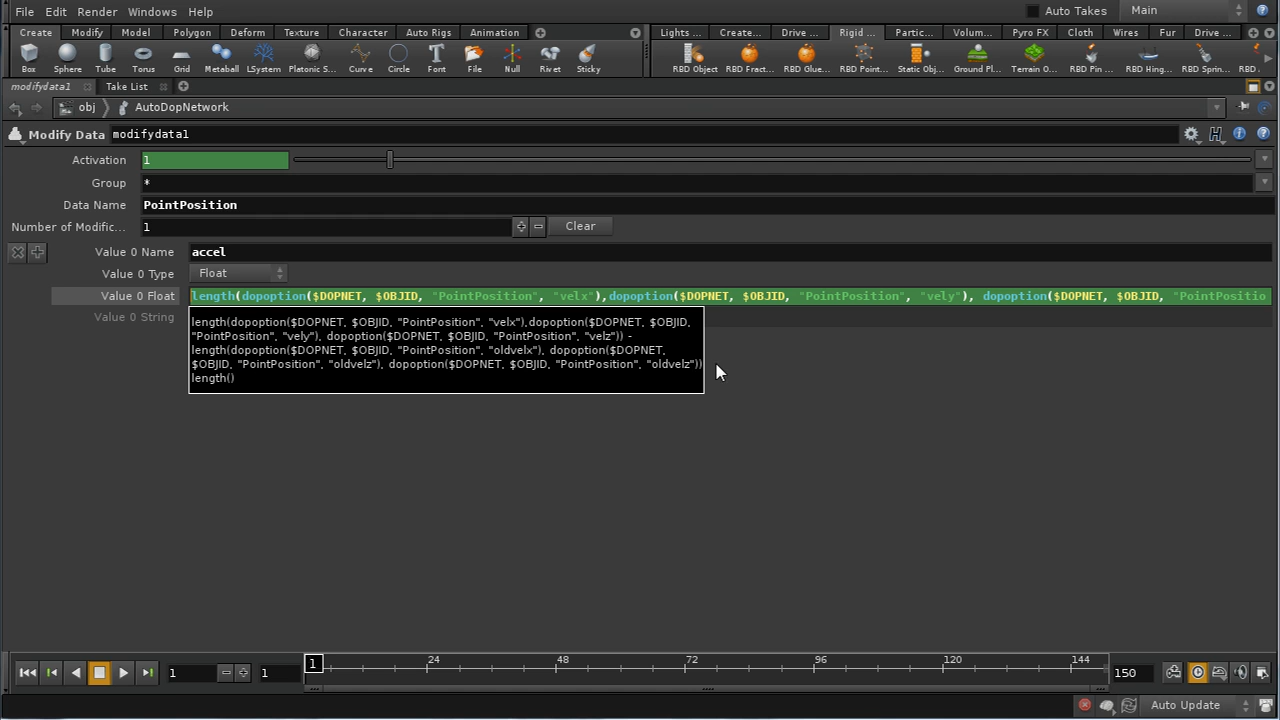 File Edit Render Windows Help Auto Takes Main
Create Modify Model Polygon Deform Texture Character Auto Rigs Animation Lights ... Create... Drive ... Rigid ... Partic... Volum... Pyro FX Cloth Wires Fur Drive ...
Box Sphere Tube Torus Grid Metaball LSystem Platonic S... Curve Circle Font File Null Rivet Sticky RBD Object RBD Fract... RBD Glue... RBD Point... Static Obj... Ground Pl... Terrain O... RBD Pin ... RBD Hing... RBD Sprin... RBD .
modifydata1 Take List
obj AutoDopNetwork
Modify Data modifydata1
Activation 1
Group *
Data Name PointPosition
Number of Modific... 1 Clear
Value 0 Name accel
Value 0 Type Float
Value 0 Float length(dopoption($DOPNET, $OBJID, "PointPosition", "velx"),dopoption($DOPNET, $OBJID, "PointPosition", "vely"), dopoption($DOPNET, $OBJID, "PointPositio
Value 0 String
length(dopoption($DOPNET, $OBJID, "PointPosition", "velx"),dopoption($DOPNET, $OBJID,
"PointPosition", "vely"), dopoption($DOPNET, $OBJID, "PointPosition", "velz")) -
length(dopoption($DOPNET, $OBJID, "PointPosition", "oldvelx"), dopoption($DOPNET,
$OBJID, "PointPosition", "oldvelz"), dopoption($DOPNET, $OBJID, "PointPosition", "oldvelz"))
length()
1 1 1 24 48 72 96 120 144 150
Auto Update